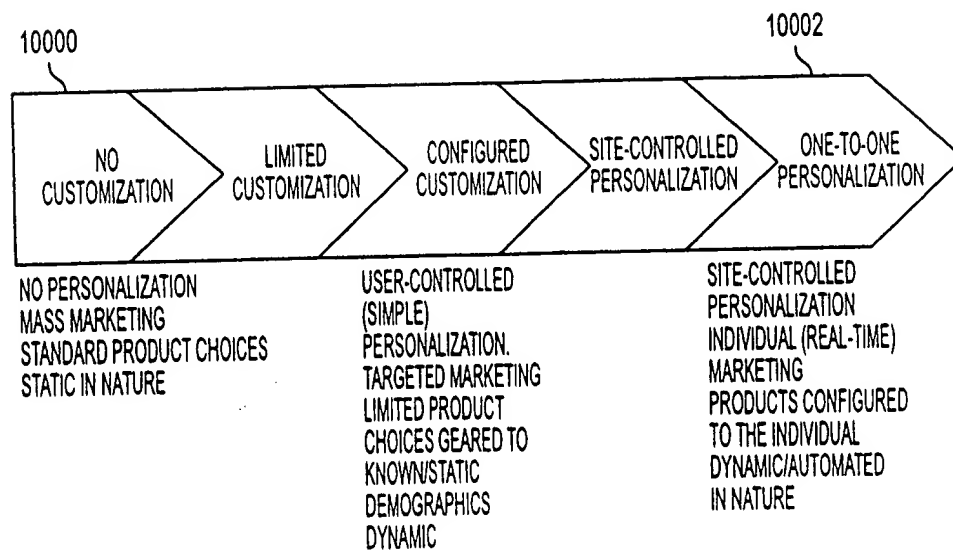 10000
10002
NO
CUSTOMIZATION
LIMITED
CUSTOMIZATION
CONFIGURED
CUSTOMIZATION
SITE-CONTROLLED
PERSONALIZATION
ONE-TO-ONE
PERSONALIZATION
NO PERSONALIZATION
MASS MARKETING
STANDARD PRODUCT CHOICES
STATIC IN NATURE
USER-CONTROLLED
(SIMPLE)
PERSONALIZATION.
TARGETED MARKETING
LIMITED PRODUCT
CHOICES GEARED TO
KNOWN/STATIC
DEMOGRAPHICS
DYNAMIC
SITE-CONTROLLED
PERSONALIZATION
INDIVIDUAL (REAL-TIME)
MARKETING
PRODUCTS CONFIGURED
TO THE INDIVIDUAL
DYNAMIC/AUTOMATED
IN NATURE